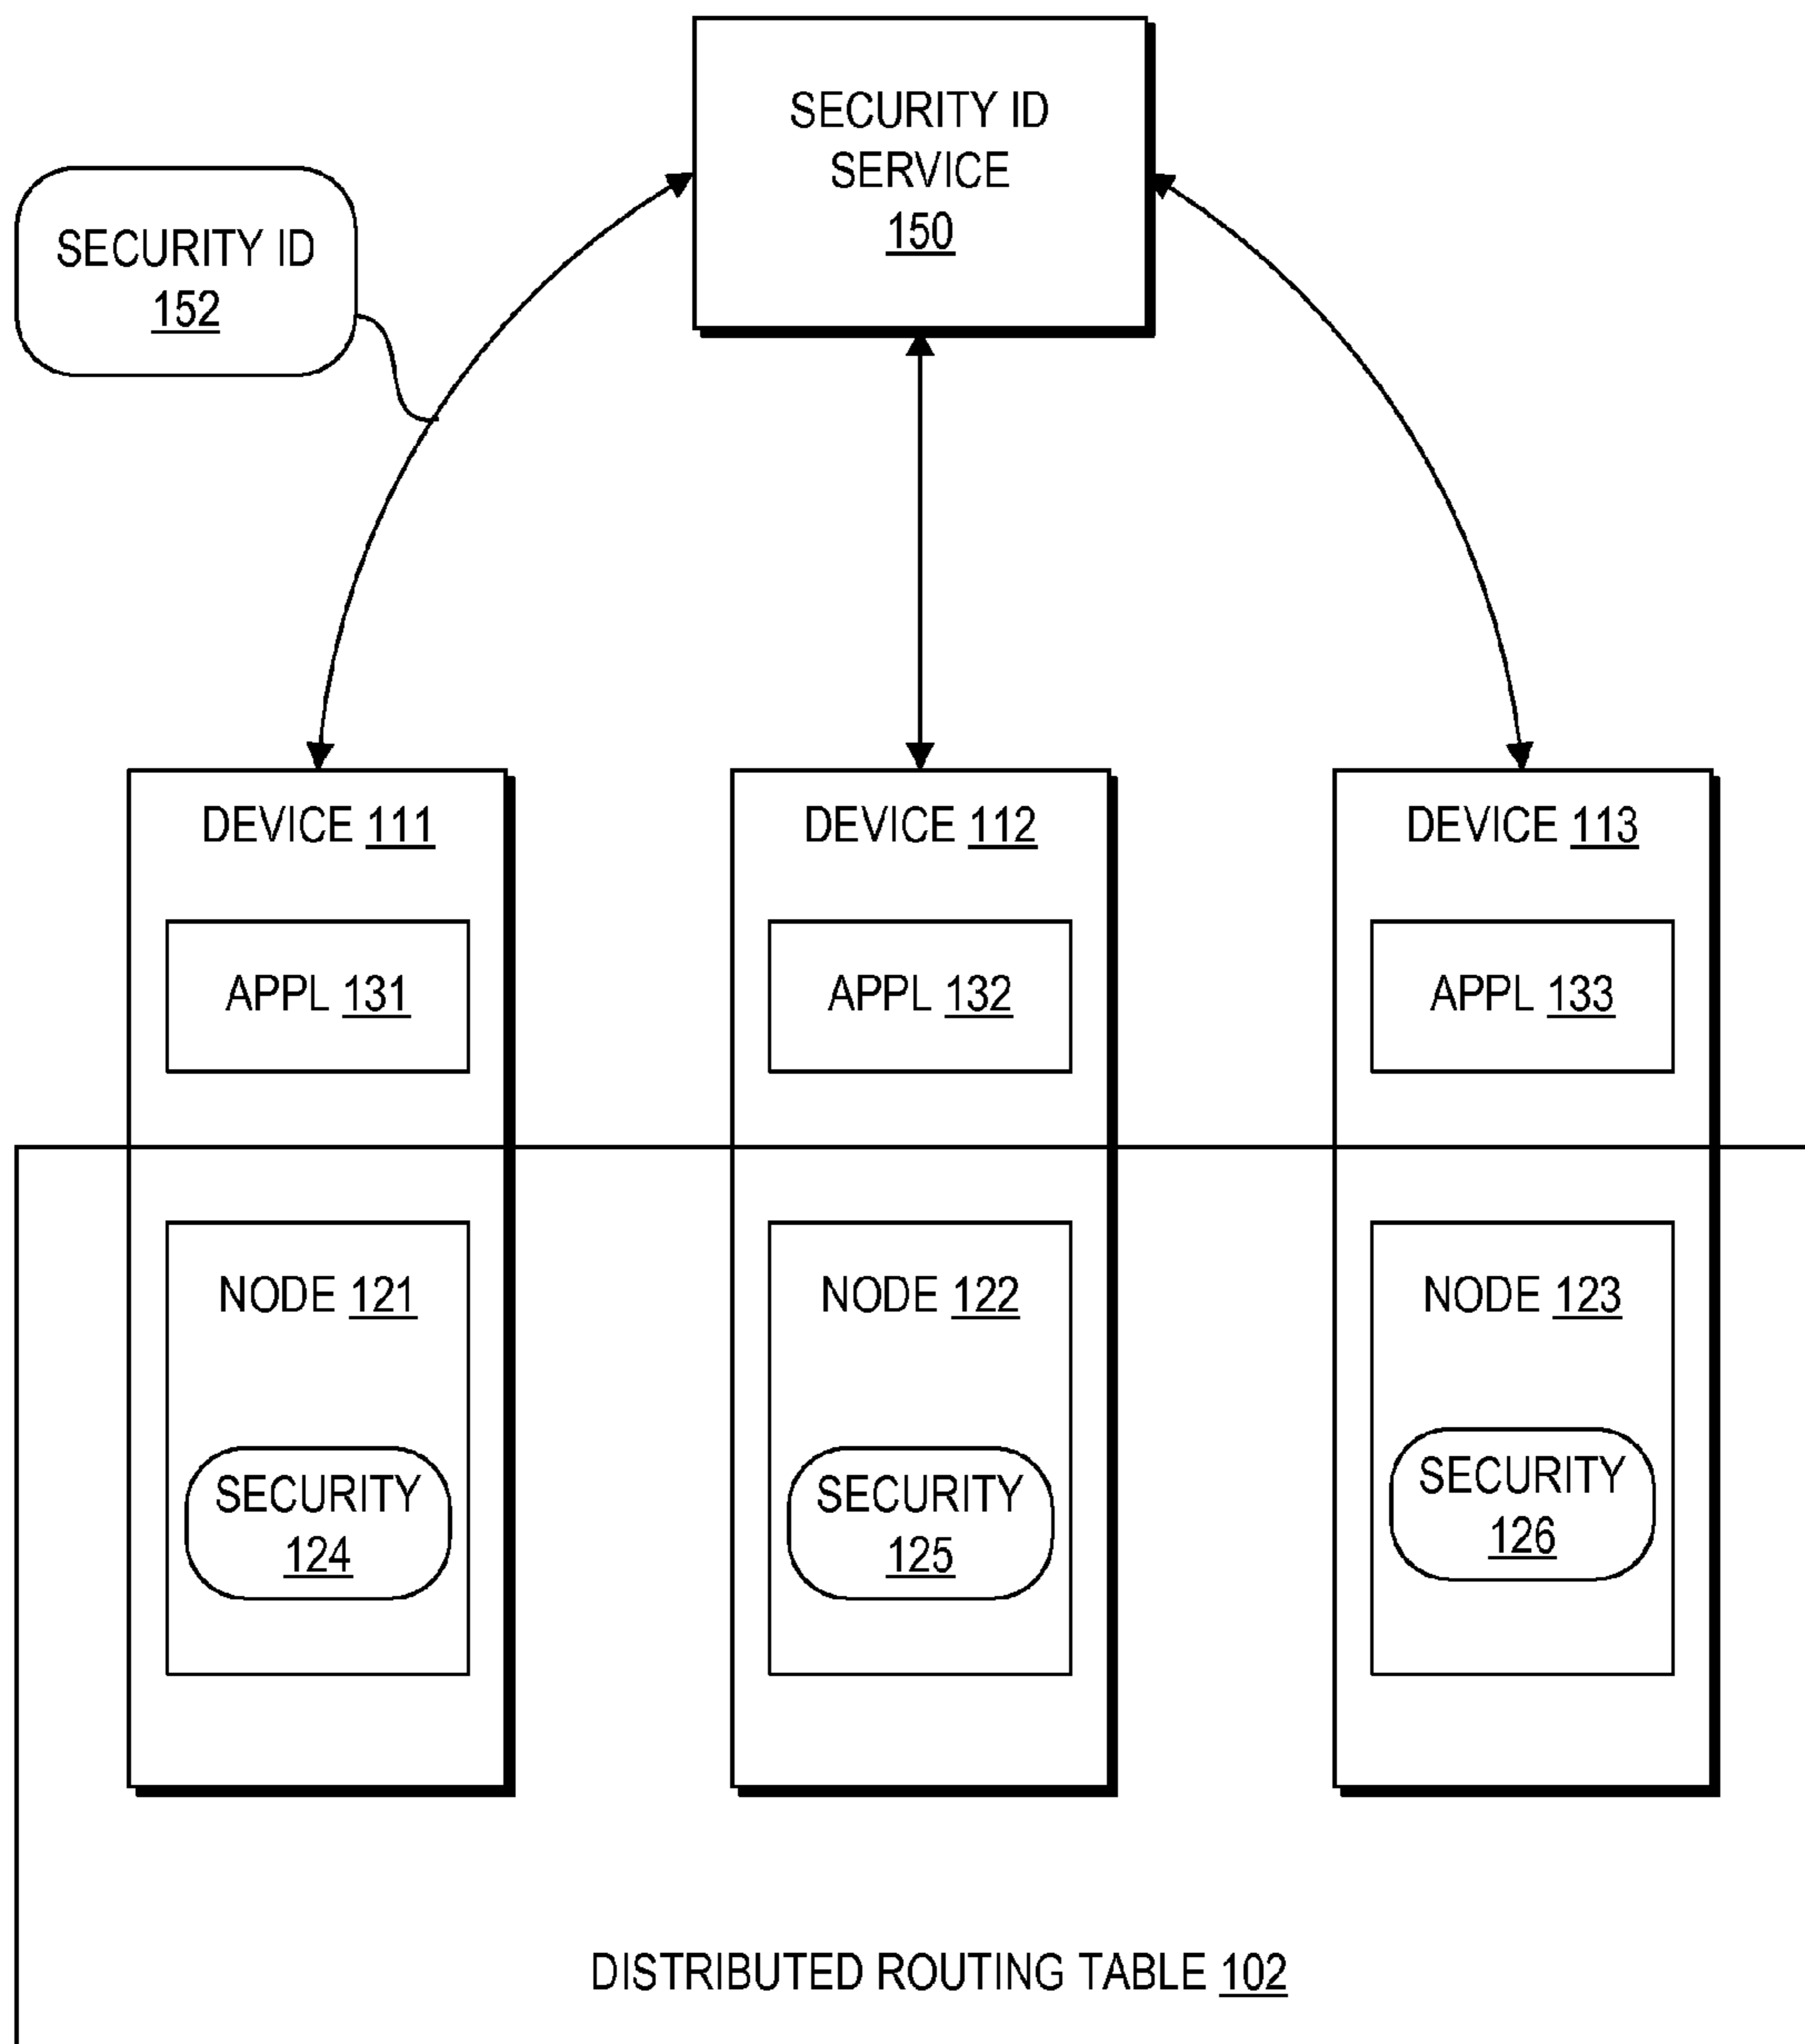 SECURITY ID
SERVICE
150
SECURITY ID
152
DEVICE 111
DEVICE 112
DEVICE 113
APPL 131
APPL 132
APPL 133
NODE 121
NODE 122
NODE 123
SECURITY
124
SECURITY
125
SECURITY
126
DISTRIBUTED ROUTING TABLE 102